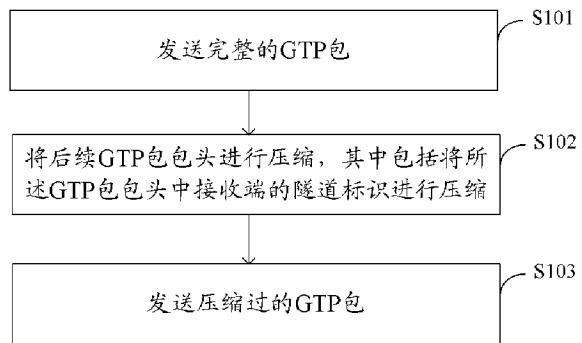 S101
发送完整的GTP包
S102
将后续GTP包包头进行压缩，其中包括将所
述GTP包包头中接收端的隧道标识进行压缩
S103
发送压缩过的GTP包